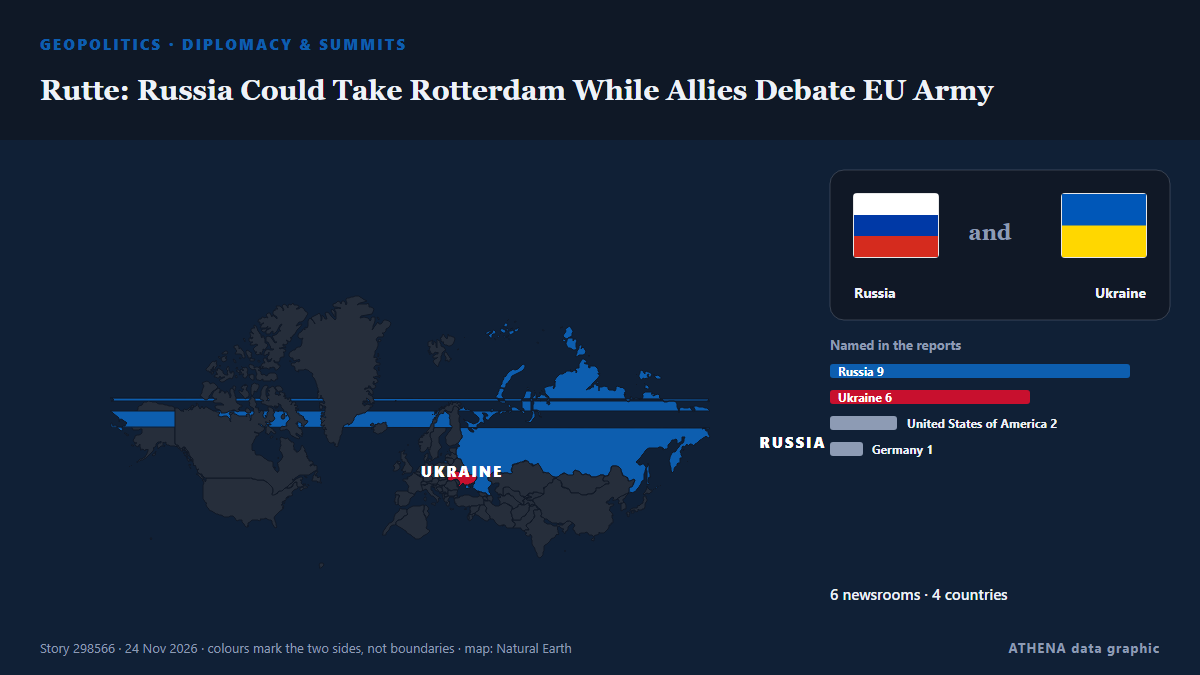 GEOPOLITICS · DIPLOMACY & SUMMITS
Rutte: Russia Could Take Rotterdam While Allies Debate EU Army
and
Russia
Ukraine
Named in the reports
Russia 9
Ukraine 6
United States of America 2
Germany 1
RUSSIA
UKRAINE
6 newsrooms · 4 countries
Story 298566 · 24 Nov 2026 · colours mark the two sides, not boundaries · map: Natural Earth
ATHENA data graphic